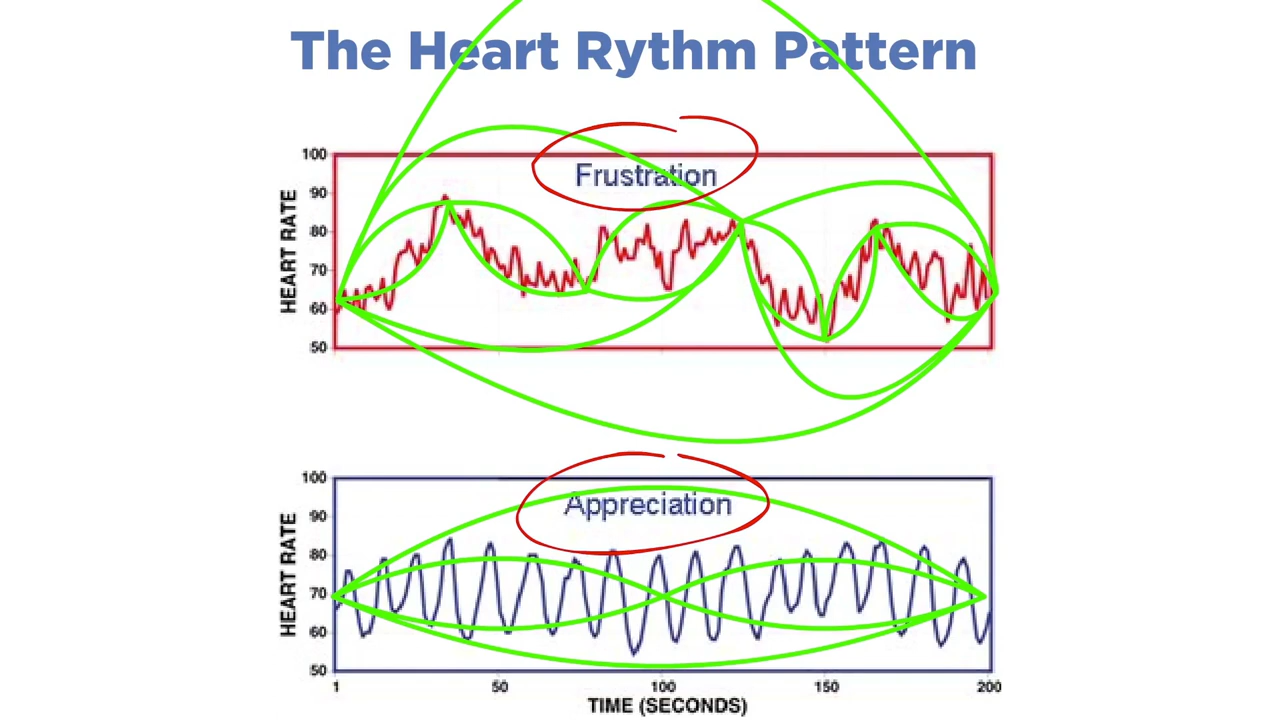 The Heart Rythm Pattern
Frustration
HEART RATE
100
90
80
70
60
50
Appreciation
HEART RATE
100
90
80
70
60
50
1 50 100 150 200
TIME (SECONDS)